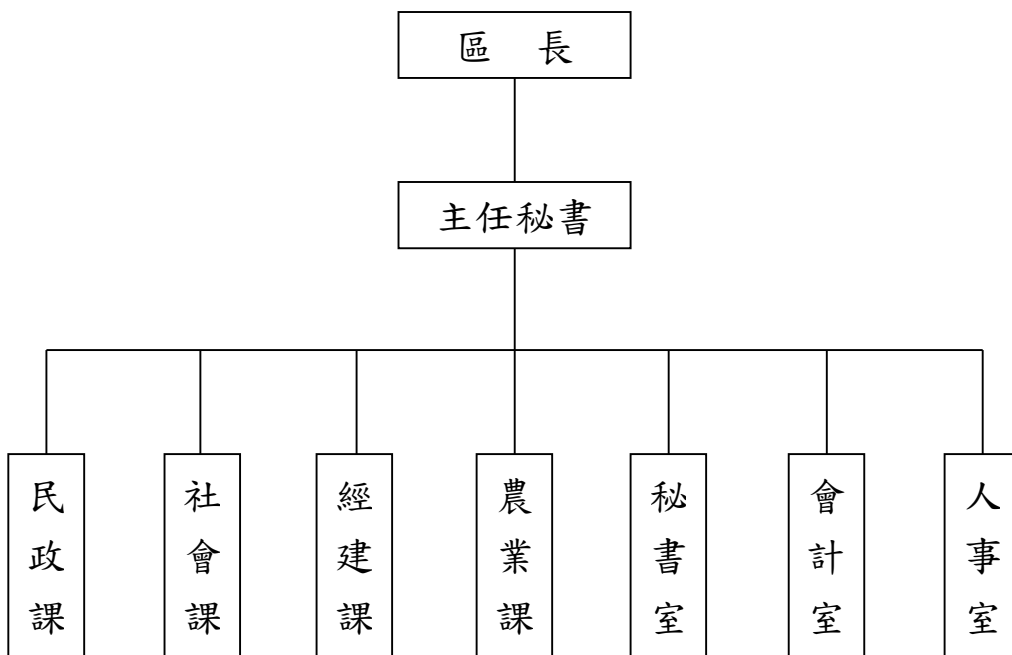 區 長
主任秘書
民政課
社會課
經建課
農業課
秘書室
會計室
人事室